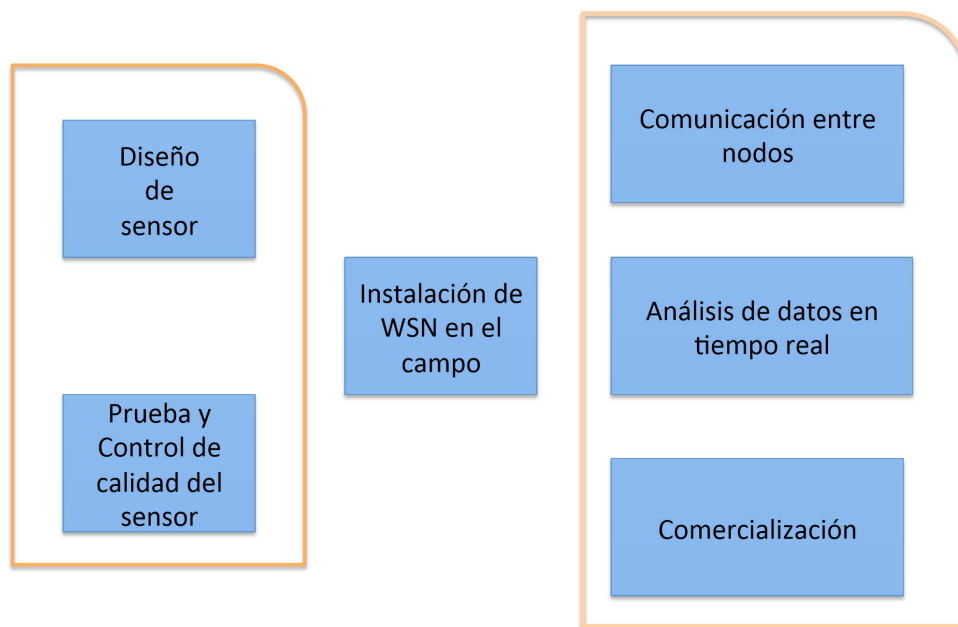 Diseño
de
sensor
Prueba y
Control de
calidad del
sensor
Instalación de
WSN en el
campo
Comunicación entre
nodos
Análisis de datos en
tiempo real
Comercialización